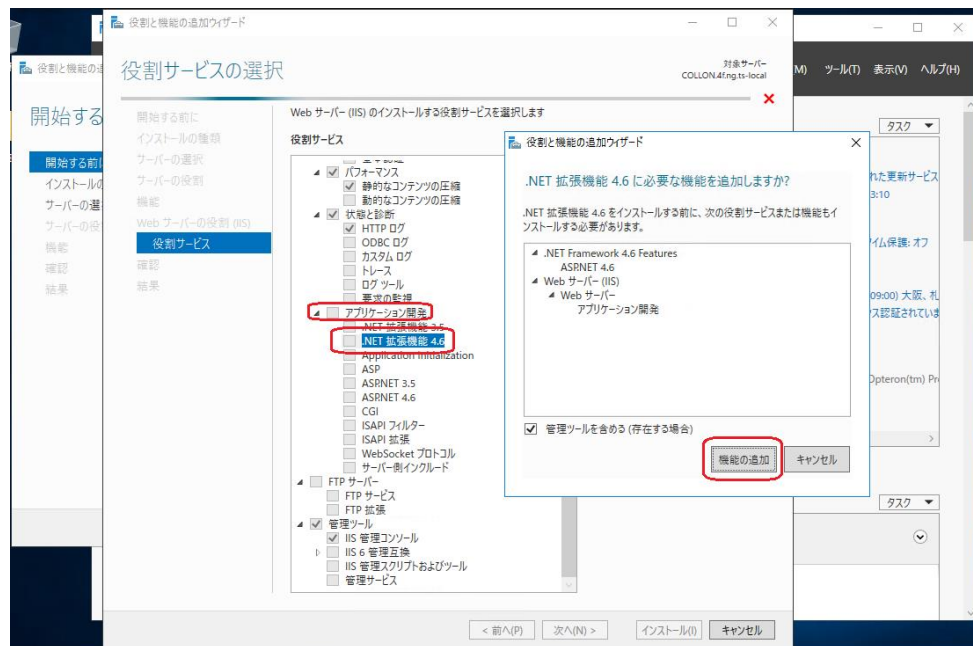 役割と機能の追加ウィザード
役割と機能の追
(M) ツール(T) 表示(V) ヘルプ(H)
役割サービスの選択
対象サーバー
COLLON.4f.ng.ts-local
開始する
開始する前に
インストールの種類
サーバーの選択
サーバーの役割
機能
Web サーバーの役割 (IIS)
役割サービス
確認
結果
開始する前
インストールの
サーバーの選
サーバーの役
機能
確認
結果
Web サーバー (IIS) のインストールする役割サービスを選択します
役割サービス
パフォーマンス
静的なコンテンツの圧縮
動的なコンテンツの圧縮
状態と診断
HTTP ログ
ODBC ログ
カスタム ログ
トレース
ログ ツール
要求の監視
アプリケーション開発
.NET 拡張機能 3.5
.NET 拡張機能 4.6
Application Initialization
ASP
ASP.NET 3.5
ASP.NET 4.6
CGI
ISAPI フィルター
ISAPI 拡張
WebSocket プロトコル
サーバー側インクルード
FTP サーバー
FTP サービス
FTP 拡張
管理ツール
IIS 管理コンソール
IIS 6 管理互換
IIS 管理スクリプトおよびツール
管理サービス
役割と機能の追加ウィザード
.NET 拡張機能 4.6 に必要な機能を追加しますか?
.NET 拡張機能 4.6 をインストールする前に、次の役割サービスまたは機能もイ
ンストールする必要があります。
.NET Framework 4.6 Features
ASP.NET 4.6
Web サーバー (IIS)
Web サーバー
アプリケーション開発
管理ツールを含める (存在する場合)
機能の追加 キャンセル
タスク
れた更新サービス
3:10
イム保護: オフ
09:00) 大阪、札
ス認証されていま
Opteron(tm) Pr
タスク
< 前へ(P) 次へ(N) > インストール(I) キャンセル